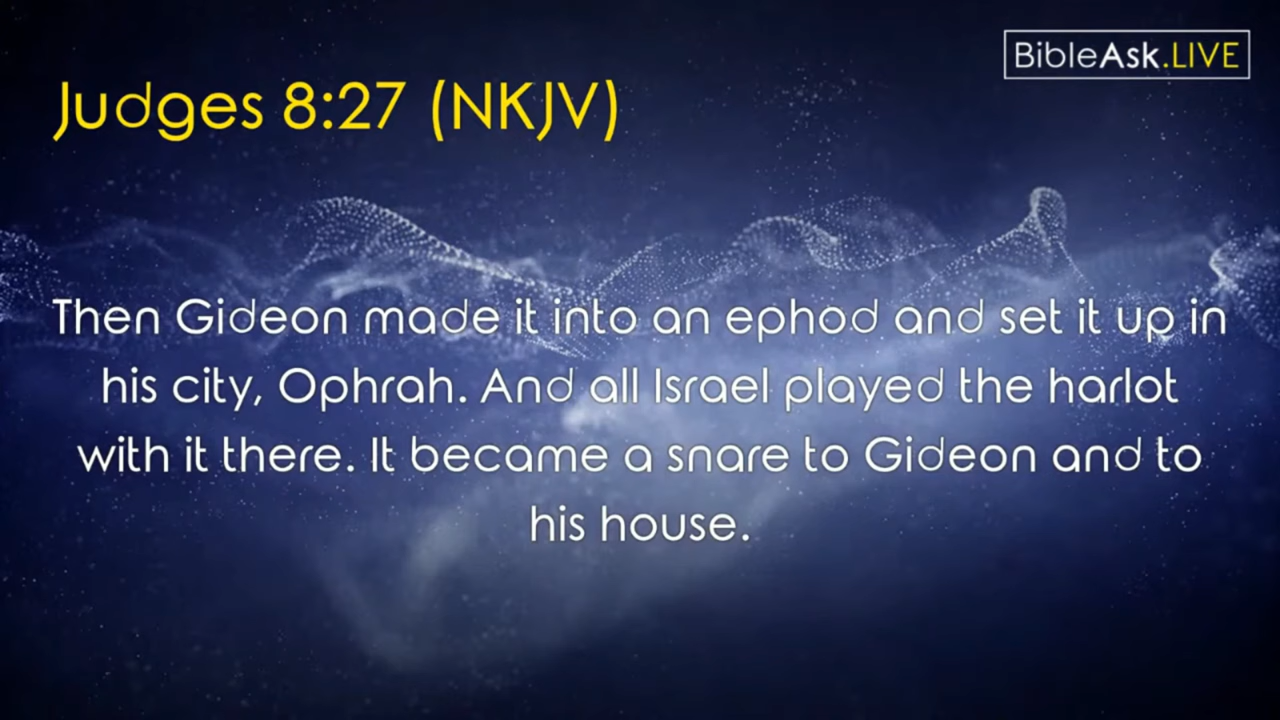 BibleAsk.LIVE
Judges 8:27 (NKJV)
Then Gideon made it into an ephod and set it up in
his city, Ophrah. And all Israel played the harlot
with it there. It became a snare to Gideon and to
his house.